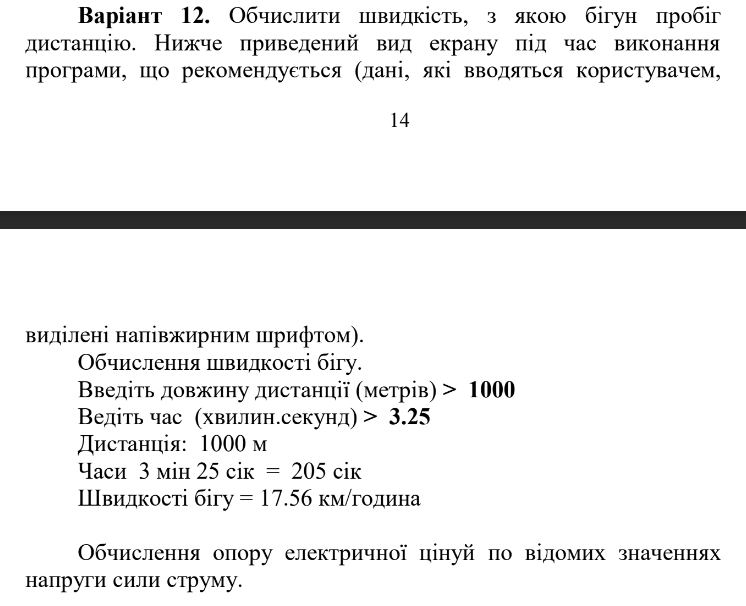 Варіант 12. Обчислити швидкість, з якою бігун пробіг
дистанцію. Нижче приведений вид екрану під час виконання
програми, що рекомендується (дані, які вводяться користувачем,
14
виділені напівжирним шрифтом).
Обчислення швидкості бігу.
Введіть довжину дистанції (метрів) > 1000
Ведіть час (хвилин.секунд) > 3.25
Дистанція: 1000 м
Часи 3 мін 25 сік = 205 сік
Швидкості бігу = 17.56 км/година
Обчислення опору електричної цінуй по відомих значеннях
напруги сили струму.